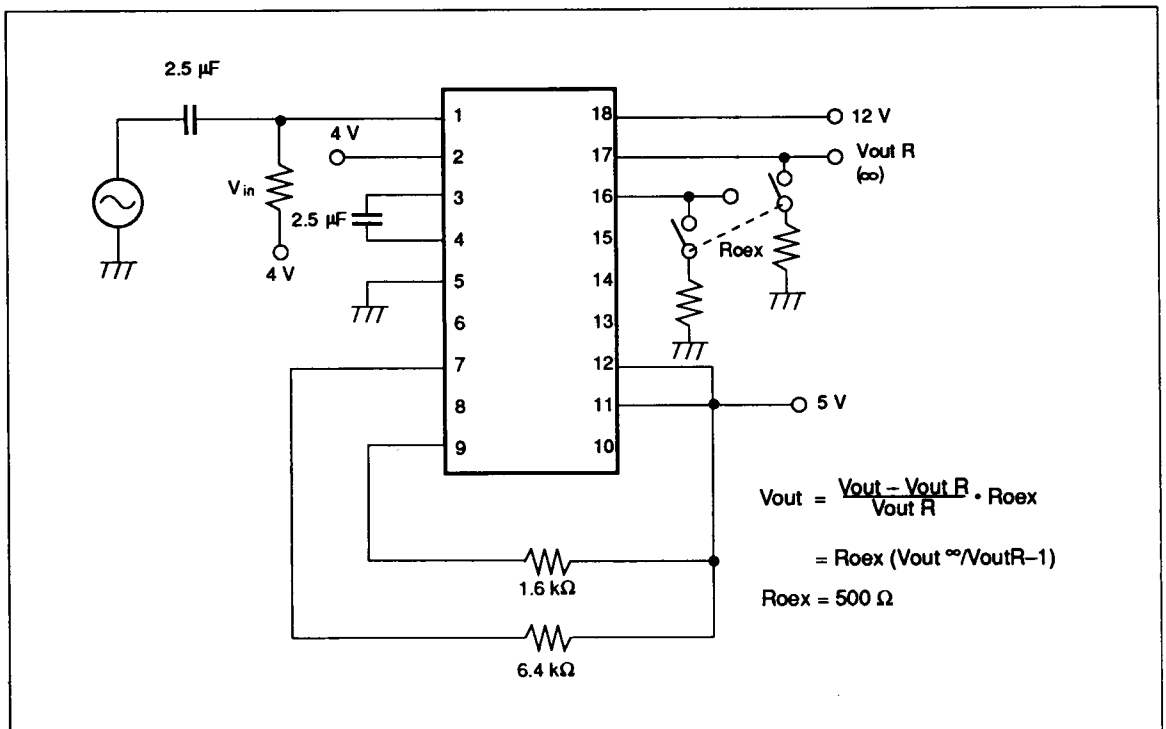 2.5 μF
1
18
12 V
4 V
2
17
Vout R
(∞)
Vin
3
16
2.5 μF
4
15
Roex
4 V
5
14
6
13
7
12
8
11
5 V
9
10
Vout = Vout – Vout R / Vout R • Roex
= Roex (Vout ∞/VoutR–1)
1.6 kΩ
Roex = 500 Ω
6.4 kΩ